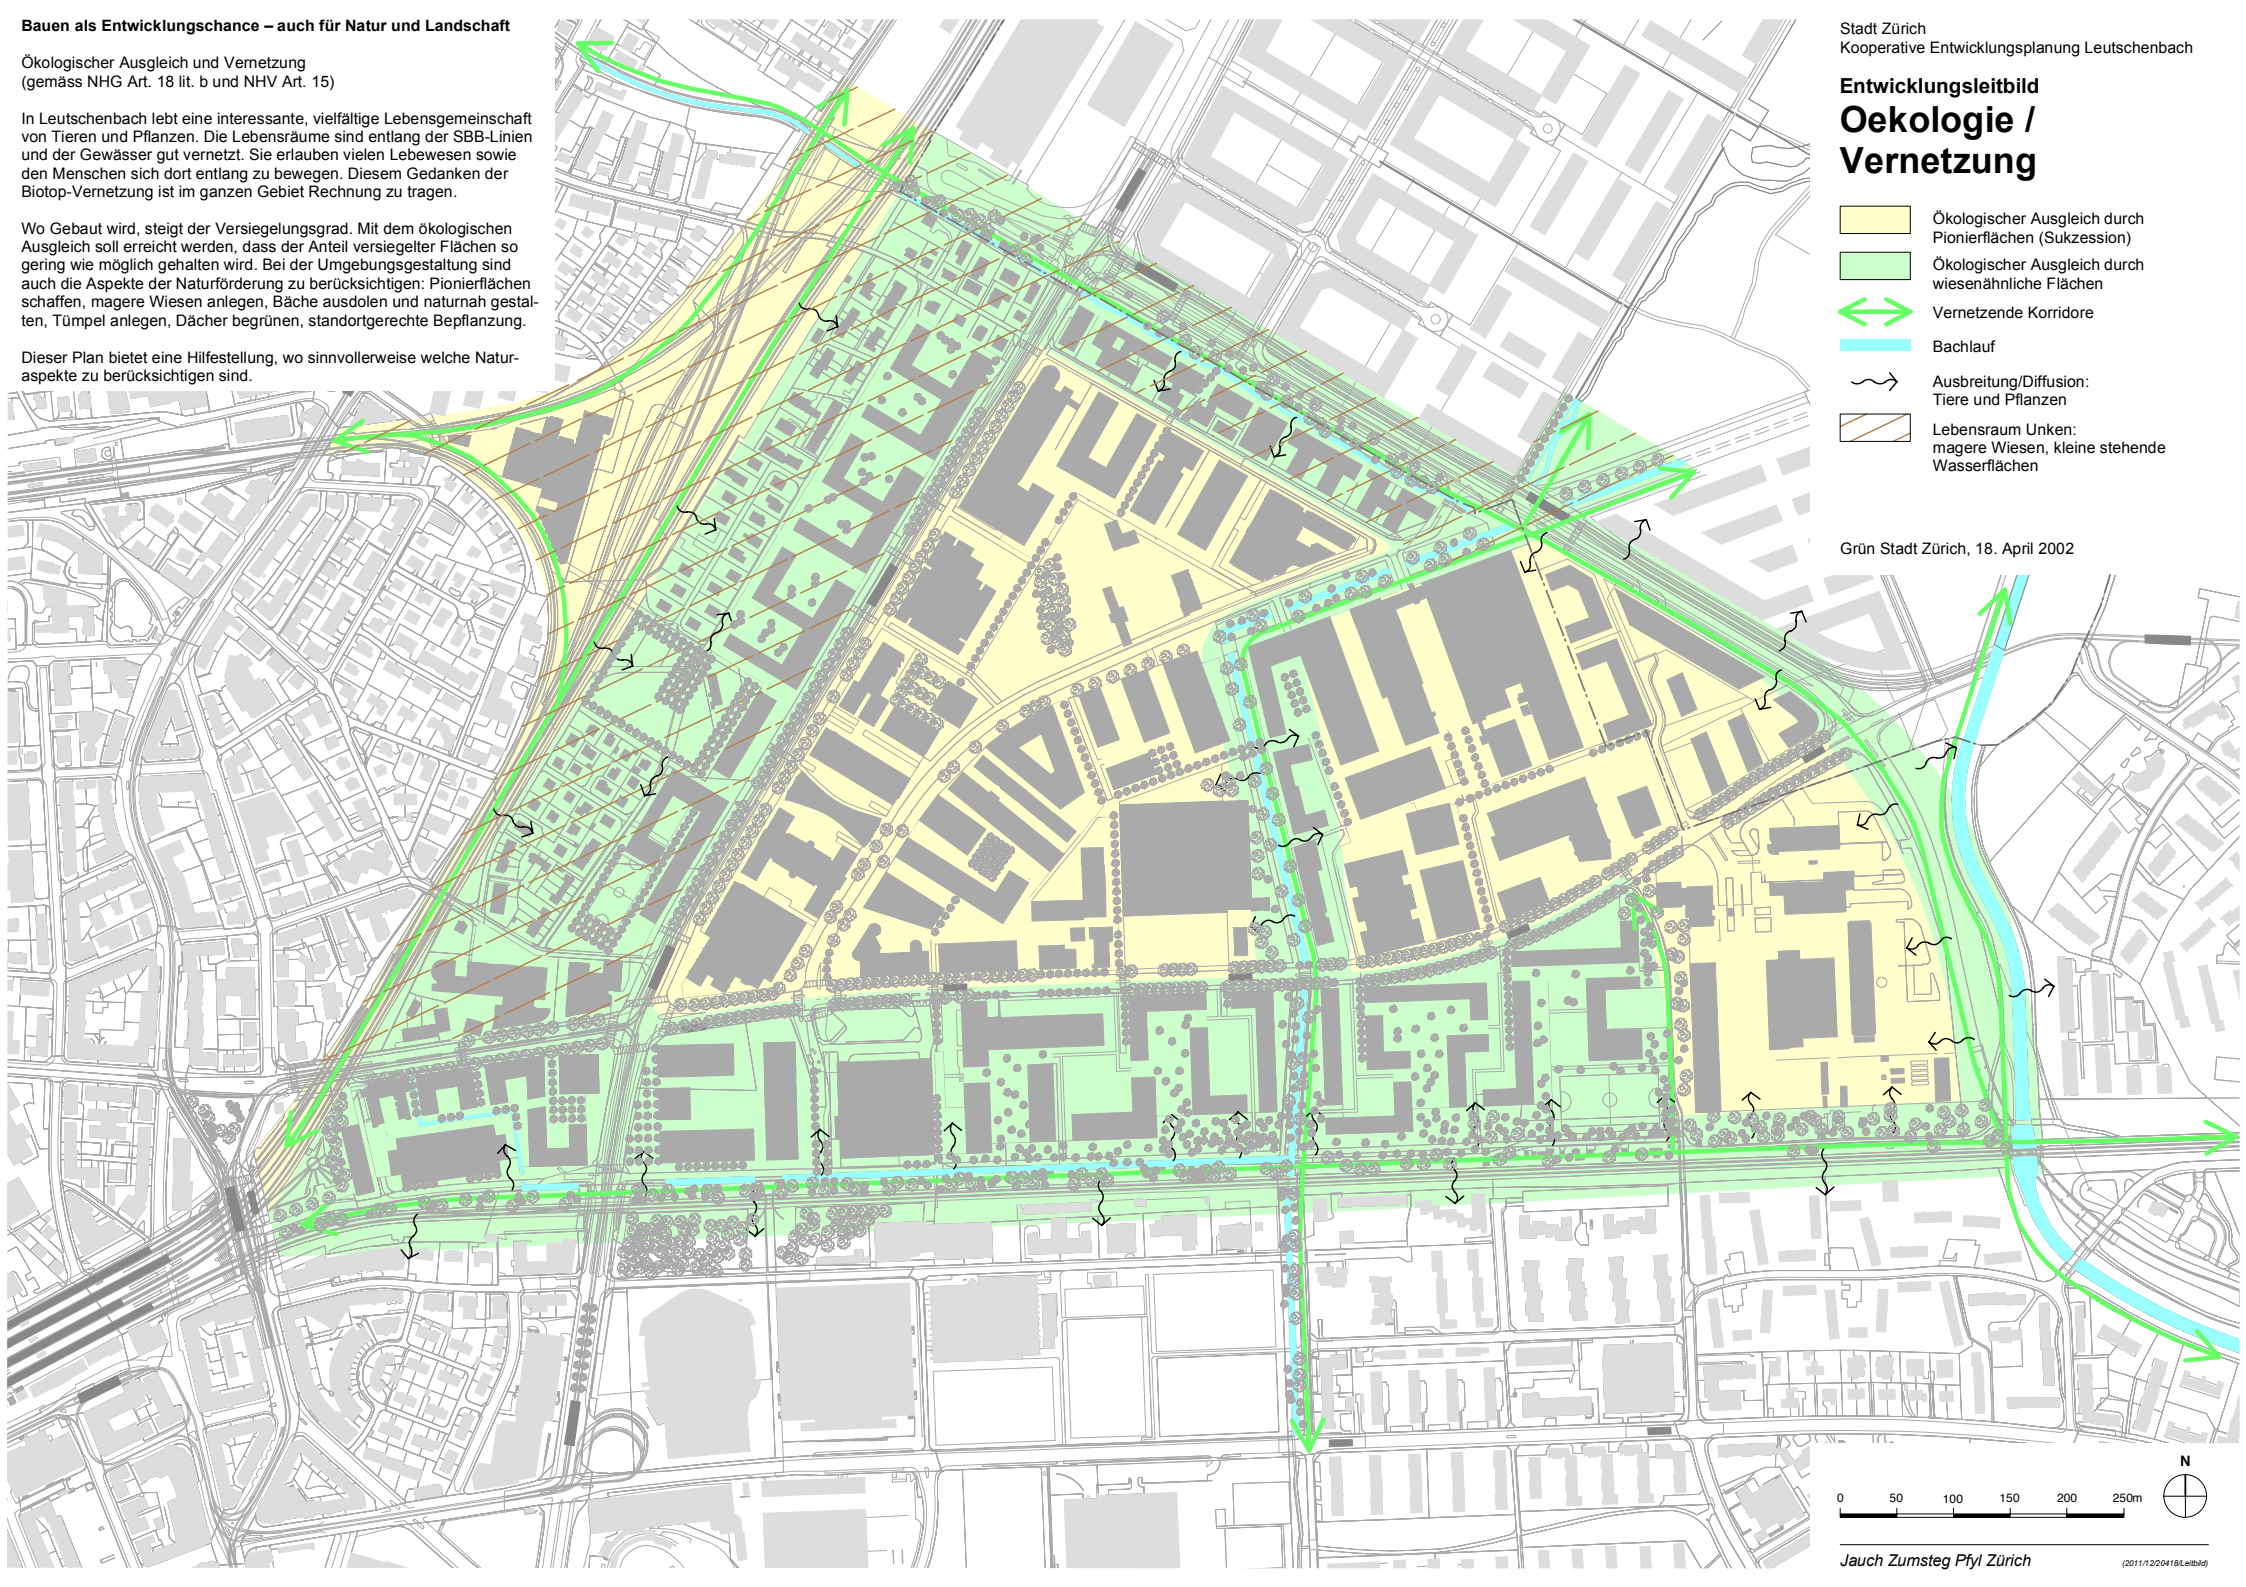 Bauen als Entwicklungschance – auch für Natur und Landschaft
Ökologischer Ausgleich und Vernetzung
(gemäss NHG Art. 18 lit. b und NHV Art. 15)
In Leutschenbach lebt eine interessante, vielfältige Lebensgemeinschaft
von Tieren und Pflanzen. Die Lebensräume sind entlang der SBB-Linien
und der Gewässer gut vernetzt. Sie erlauben vielen Lebewesen sowie
den Menschen sich dort entlang zu bewegen. Diesem Gedanken der
Biotop-Vernetzung ist im ganzen Gebiet Rechnung zu tragen.
Wo Gebaut wird, steigt der Versiegelungsgrad. Mit dem ökologischen
Ausgleich soll erreicht werden, dass der Anteil versiegelter Flächen so
gering wie möglich gehalten wird. Bei der Umgebungsgestaltung sind
auch die Aspekte der Naturförderung zu berücksichtigen: Pionierflächen
schaffen, magere Wiesen anlegen, Bäche ausdolen und naturnah gestal-
ten, Tümpel anlegen, Dächer begrünen, standortgerechte Bepflanzung.
Dieser Plan bietet eine Hilfestellung, wo sinnvollerweise welche Natur-
aspekte zu berücksichtigen sind.
Stadt Zürich
Kooperative Entwicklungsplanung Leutschenbach
Entwicklungsleitbild
Oekologie /
Vernetzung
Ökologischer Ausgleich durch
Pionierflächen (Sukzession)
Ökologischer Ausgleich durch
wiesenähnliche Flächen
Vernetzende Korridore
Bachlauf
Ausbreitung/Diffusion:
Tiere und Pflanzen
Lebensraum Unken:
magere Wiesen, kleine stehende
Wasserflächen
Grün Stadt Zürich, 18. April 2002
N
0 50 100 150 200 250m
Jauch Zumsteg Pfyl Zürich
(2011/12/20418/Leitbild)